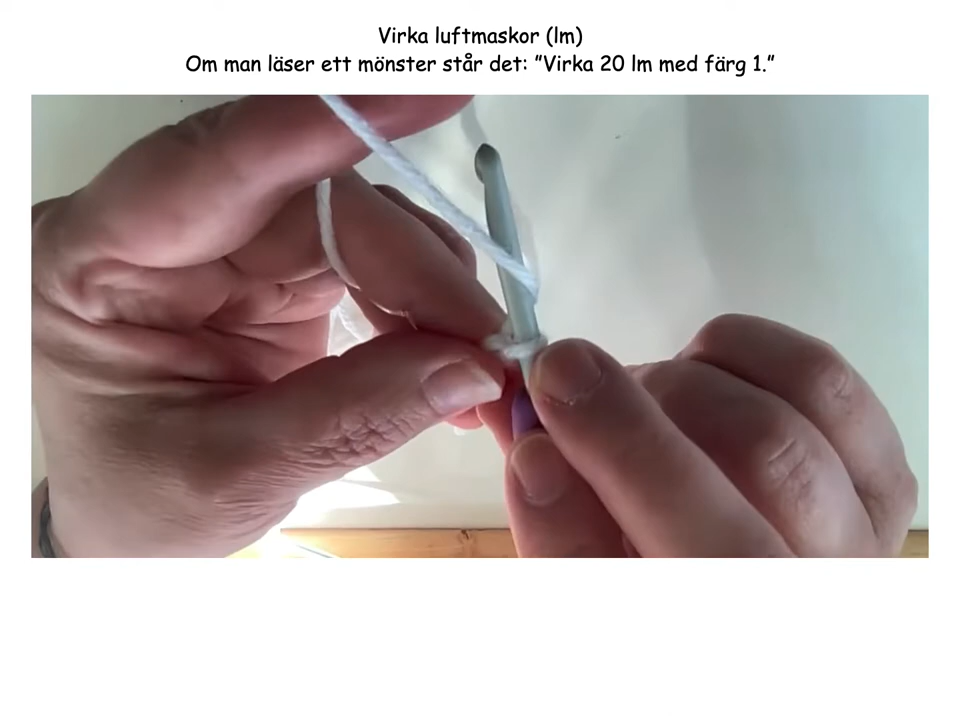 Virka luftmaskor (lm)
Om man läser ett mönster står det: ”Virka 20 lm med färg 1.”